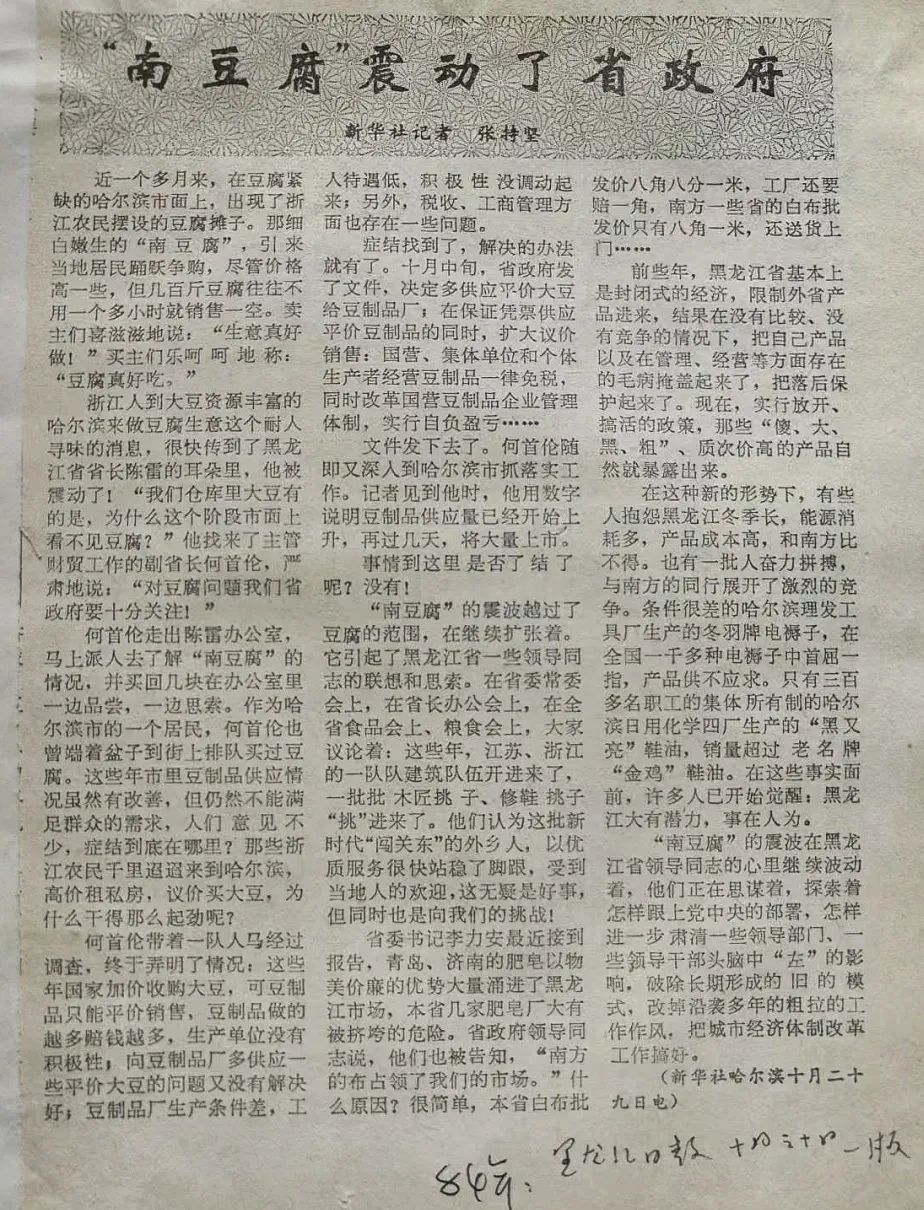 “南豆腐”震动了省政府
新华社记者 张持坚
近一个多月来，在豆腐紧
缺的哈尔滨市面上，出现了浙
江农民摆设的豆腐摊子。那细
白嫩生的“南豆腐”，引来
当地居民踊跃争购，尽管价格
高一些，但几百斤豆腐往往不
用一个多小时就销售一空。卖
主们喜滋滋地说：“生意真好
做！”买主们乐呵呵地称：
“豆腐真好吃。”
浙江人到大豆资源丰富的
哈尔滨来做豆腐生意这个耐人
寻味的消息，很快传到了黑龙
江省省长陈雷的耳朵里，他被
震动了！“我们仓库里大豆有
的是，为什么这个阶段市面上
看不见豆腐？”他找来了主管
财贸工作的副省长何首伦，严
肃地说：“对豆腐问题我们省
政府要十分关注！”
何首伦走出陈雷办公室，
马上派人去了解“南豆腐”的
情况，并买回几块在办公室里
一边品尝，一边思索。作为哈
尔滨市的一个居民，何首伦也
曾端着盆子到街上排队买过豆
腐。这些年市里豆制品供应情
况虽然有改善，但仍然不能满
足群众的需求，人们意见不
少，症结到底在哪里？那些浙
江农民千里迢迢来到哈尔滨，
高价租私房，议价买大豆，为
什么干得那么起劲呢？
何首伦带着一队人马经过
调查，终于弄明了情况：这些
年国家加价收购大豆，可豆制
品只能平价销售，豆制品做的
越多赔钱越多，生产单位没有
积极性；向豆制品厂多供应一
些平价大豆的问题又没有解决
好；豆制品厂生产条件差，工
人待遇低，积极性没调动起
来；另外，税收、工商管理方
面也存在一些问题。
症结找到了，解决的办法
就有了。十月中旬，省政府发
了文件，决定多供应平价大豆
给豆制品厂；在保证凭票供应
平价豆制品的同时，扩大议价
销售：国营、集体单位和个体
生产者经营豆制品一律免税，
同时改革国营豆制品企业管理
体制，实行自负盈亏……
文件发下去了。何首伦随
即又深入到哈尔滨市抓落实工
作。记者见到他时，他用数字
说明豆制品供应量已经开始上
升，再过几天，将大量上市。
事情到这里是否了结了
呢？没有！
“南豆腐”的震波越过了
豆腐的范围，在继续扩张着。
它引起了黑龙江省一些领导同
志的联想和思索。在省委常委
会上，在省长办公会上，在全
省食品会上、粮食会上，大家
议论着：这些年，江苏、浙江
的一队队建筑队伍开进来了，
一批批木匠挑子、修鞋挑子
“挑”进来了。他们认为这批新
时代“闯关东”的外乡人，以优
质服务很快站稳了脚跟，受到
当地人的欢迎，这无疑是好事，
但同时也是向我们的挑战！
省委书记李力安最近接到
报告，青岛、济南的肥皂以物
美价廉的优势大量涌进了黑龙
江市场，本省几家肥皂厂大有
被挤垮的危险。省政府领导同
志说，他们也被告知，“南方
的布占领了我们的市场。”什
么原因？很简单，本省白布批
发价八角八分一米，工厂还要
赔一角，南方一些省的白布批
发价只有八角一米，还送货上
门……
前些年，黑龙江省基本上
是封闭式的经济，限制外省产
品进来，结果在没有比较、没
有竞争的情况下，把自己产品
以及在管理、经营等方面存在
的毛病掩盖起来了，把落后保
护起来了。现在，实行放开、
搞活的政策，那些“傻、大、
黑、粗”、质次价高的产品自
然就暴露出来。
在这种新的形势下，有些
人抱怨黑龙江冬季长，能源消
耗多，产品成本高，和南方比
不得。也有一批人奋力拼搏，
与南方的同行展开了激烈的竞
争。条件很差的哈尔滨理发工
具厂生产的冬羽牌电褥子，在
全国一千多种电褥子中首屈一
指，产品供不应求。只有三百
多名职工的集体所有制的哈尔
滨日用化学四厂生产的“黑又
亮”鞋油，销量超过老名牌
“金鸡”鞋油。在这些事实面
前，许多人已开始觉醒：黑龙
江大有潜力，事在人为。
“南豆腐”的震波在黑龙
江省领导同志的心里继续波动
着，他们正在思谋着，探索着
怎样跟上党中央的部署，怎样
进一步肃清一些领导部门、一
些领导干部头脑中“左”的影
响，破除长期形成的旧的模
式，改掉沿袭多年的粗拉的工
作作风，把城市经济体制改革
工作搞好。
（新华社哈尔滨十月二十
九日电）
84年：
黑龙江日报 十月三十日一版